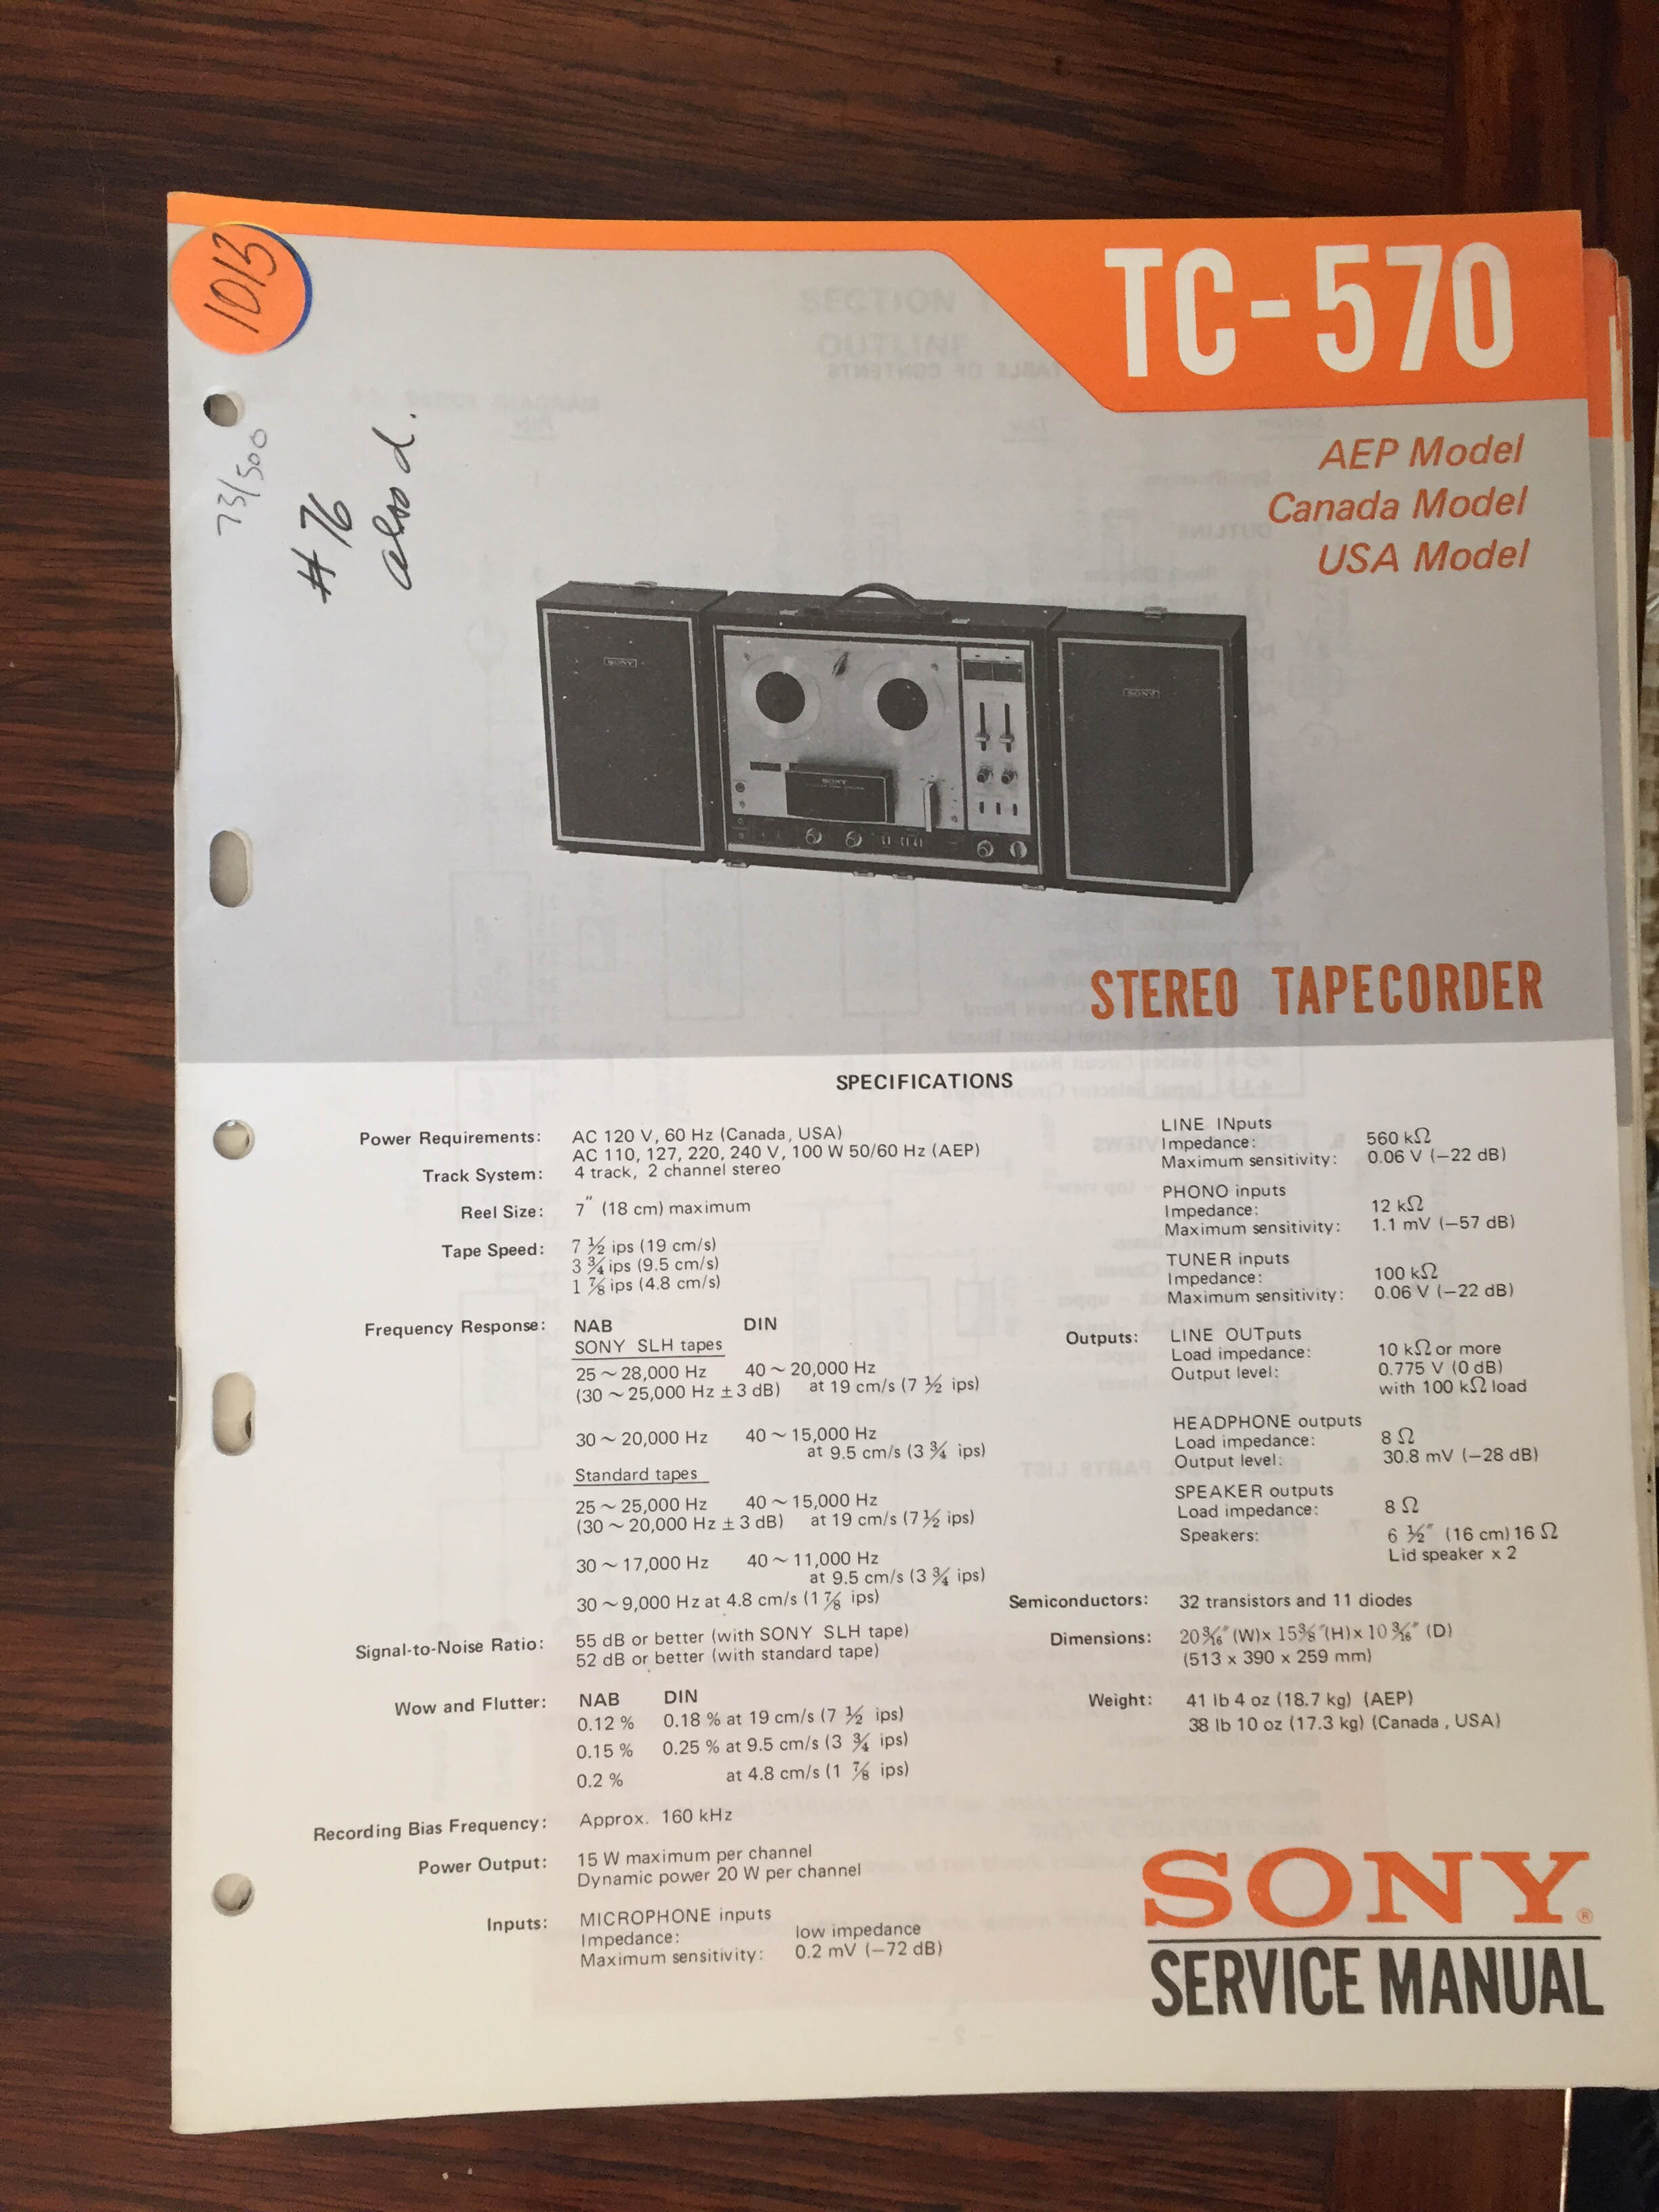 1013
TC-570
73/500
#76
also d.
AEP Model
Canada Model
USA Model
SONY
SONY
SONY
STEREO TAPECORDER
SPECIFICATIONS
Power Requirements: AC 120 V, 60 Hz (Canada, USA)
AC 110, 127, 220, 240 V, 100 W 50/60 Hz (AEP)
Track System: 4 track, 2 channel stereo
Reel Size: 7″ (18 cm) maximum
Tape Speed: 7 ½ ips (19 cm/s)
3 ¾ ips (9.5 cm/s)
1 ⅞ ips (4.8 cm/s)
Frequency Response: NAB DIN
SONY SLH tapes
25 ~ 28,000 Hz 40 ~ 20,000 Hz
(30 ~ 25,000 Hz ± 3 dB) at 19 cm/s (7 ½ ips)
30 ~ 20,000 Hz 40 ~ 15,000 Hz
at 9.5 cm/s (3 ¾ ips)
Standard tapes
25 ~ 25,000 Hz 40 ~ 15,000 Hz
(30 ~ 20,000 Hz ± 3 dB) at 19 cm/s (7 ½ ips)
30 ~ 17,000 Hz 40 ~ 11,000 Hz
at 9.5 cm/s (3 ¾ ips)
30 ~ 9,000 Hz at 4.8 cm/s (1 ⅞ ips)
Signal-to-Noise Ratio: 55 dB or better (with SONY SLH tape)
52 dB or better (with standard tape)
Wow and Flutter: NAB DIN
0.12 % 0.18 % at 19 cm/s (7 ½ ips)
0.15 % 0.25 % at 9.5 cm/s (3 ¾ ips)
0.2 % at 4.8 cm/s (1 ⅞ ips)
Recording Bias Frequency: Approx. 160 kHz
Power Output: 15 W maximum per channel
Dynamic power 20 W per channel
Inputs: MICROPHONE inputs
Impedance: low impedance
Maximum sensitivity: 0.2 mV (−72 dB)
LINE INputs
Impedance: 560 kΩ
Maximum sensitivity: 0.06 V (−22 dB)
PHONO inputs
Impedance: 12 kΩ
Maximum sensitivity: 1.1 mV (−57 dB)
TUNER inputs
Impedance: 100 kΩ
Maximum sensitivity: 0.06 V (−22 dB)
Outputs: LINE OUTputs
Load impedance: 10 kΩ or more
Output level: 0.775 V (0 dB)
with 100 kΩ load
HEADPHONE outputs
Load impedance: 8 Ω
Output level: 30.8 mV (−28 dB)
SPEAKER outputs
Load impedance: 8 Ω
Speakers: 6 ½″ (16 cm) 16 Ω
Lid speaker x 2
Semiconductors: 32 transistors and 11 diodes
Dimensions: 20 3/16″ (W) x 15 3/8″ (H) x 10 3/16″ (D)
(513 x 390 x 259 mm)
Weight: 41 lb 4 oz (18.7 kg) (AEP)
38 lb 10 oz (17.3 kg) (Canada, USA)
SONY®
SERVICE MANUAL